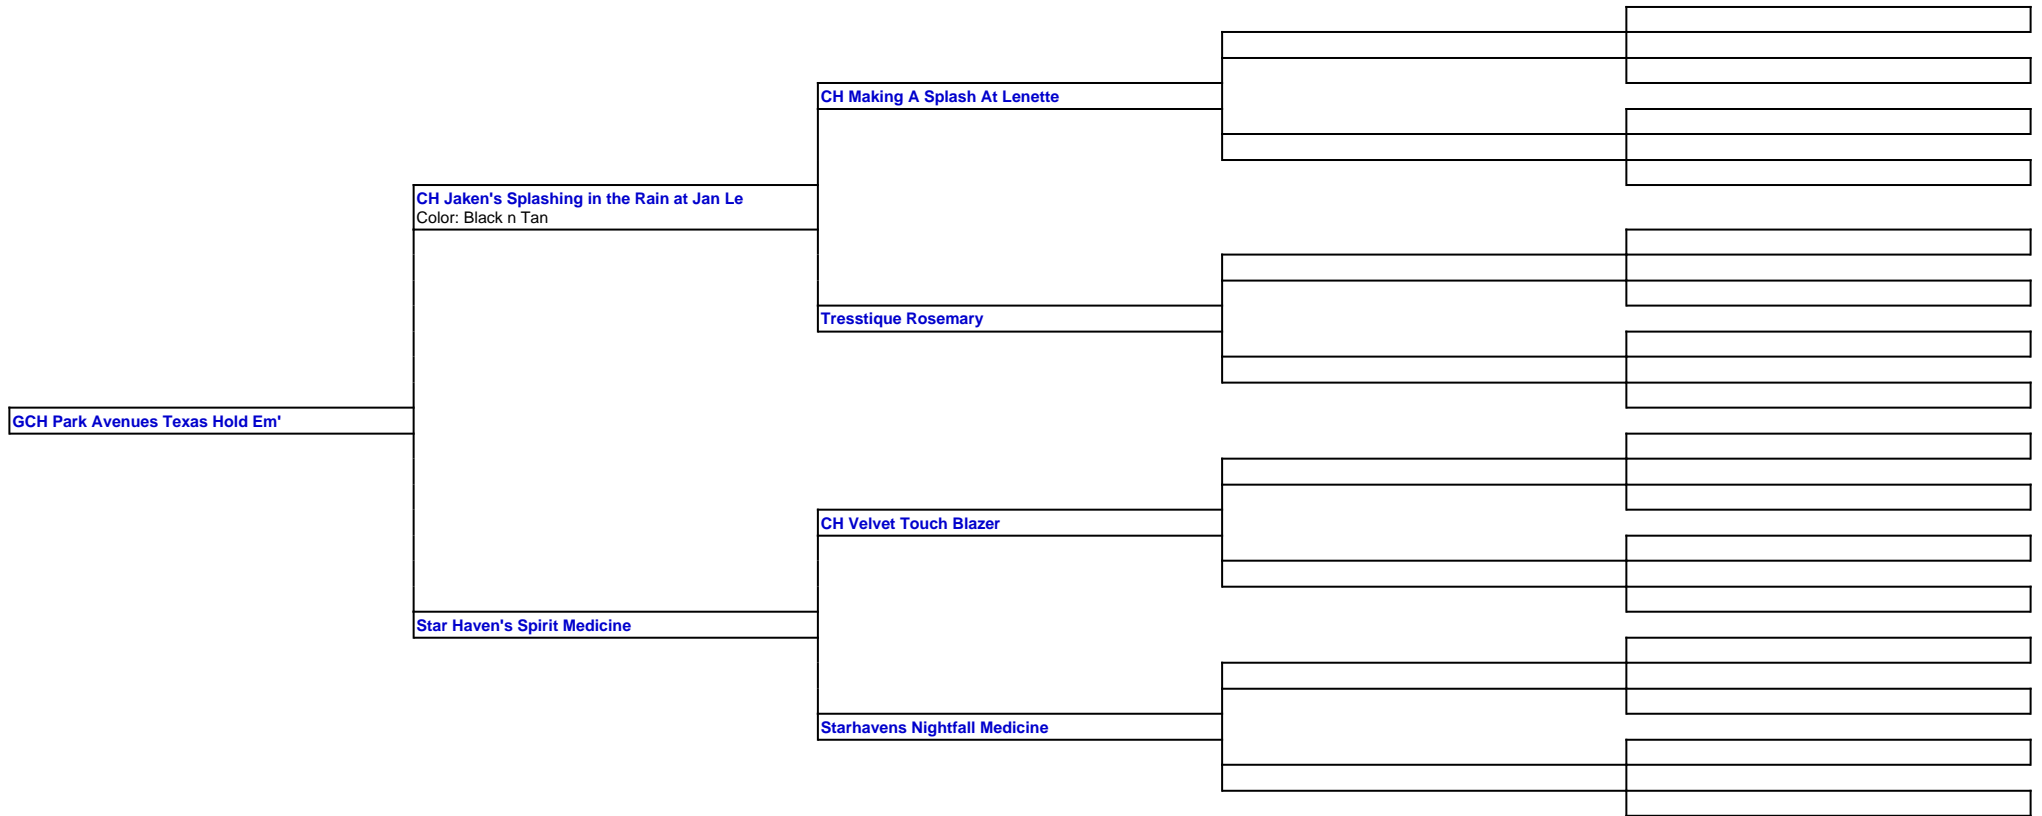 CH Making A Splash At Lenette
CH Jaken's Splashing in the Rain at Jan Le
Color: Black n Tan
Tresstique Rosemary
GCH Park Avenues Texas Hold Em'
CH Velvet Touch Blazer
Star Haven's Spirit Medicine
Starhavens Nightfall Medicine